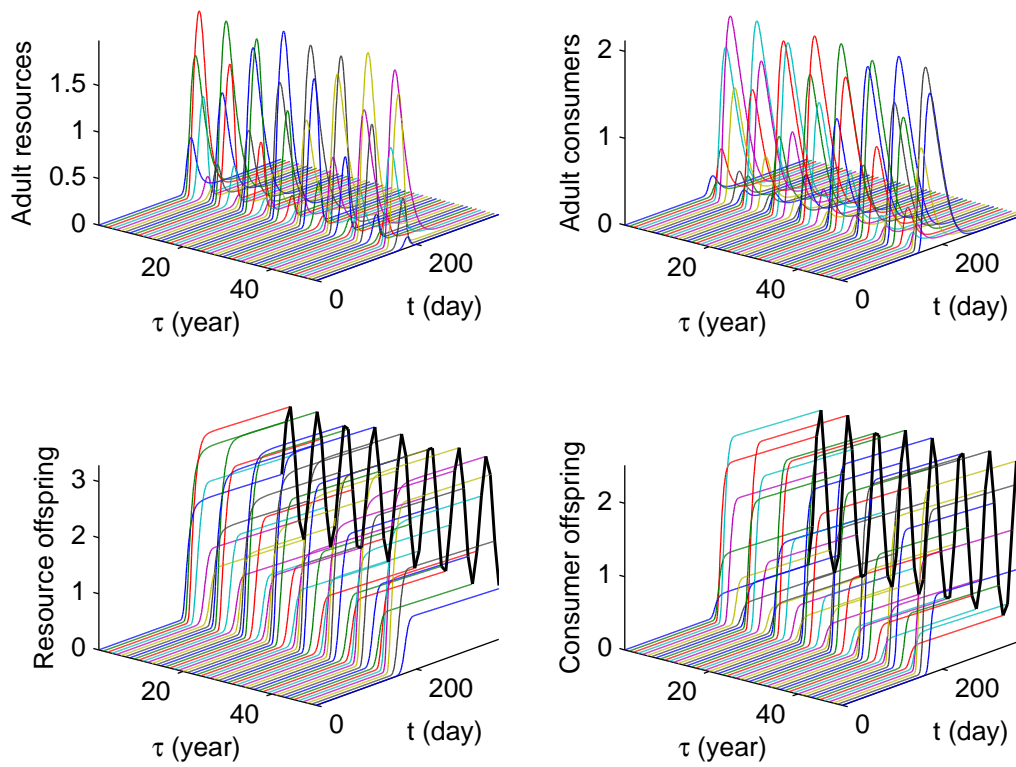 Adult resources
1.5
1
0.5
0
20
40
0
200
τ (year)
t (day)
Adult consumers
2
1
0
20
40
0
200
τ (year)
t (day)
Resource offspring
3
2
1
0
20
40
0
200
τ (year)
t (day)
Consumer offspring
2
1
0
20
40
0
200
τ (year)
t (day)